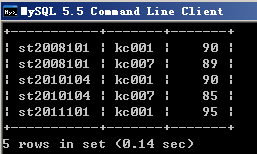 MySQL 5.5 Command Line Client
+-----------+-------+-------+
| st2008101 | kc001 | 90 |
| st2008101 | kc007 | 89 |
| st2010104 | kc001 | 90 |
| st2010104 | kc007 | 85 |
| st2011101 | kc001 | 95 |
+-----------+-------+-------+
5 rows in set (0.14 sec)